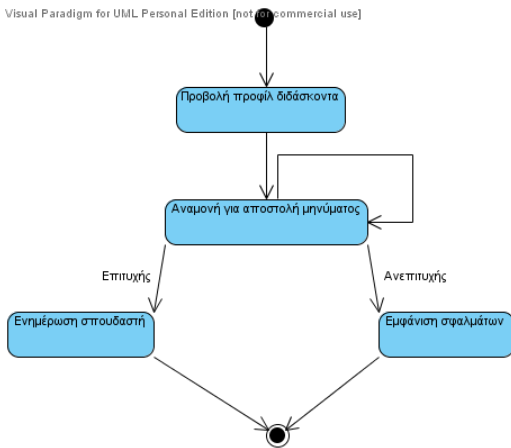 Visual Paradigm for UML Personal Edition [not for commercial use]
Προβολή προφίλ διδάσκοντα
Αναμονή για αποστολή μηνύματος
Επιτυχής
Ανεπιτυχής
Ενημέρωση σπουδαστή
Εμφάνιση σφαλμάτων